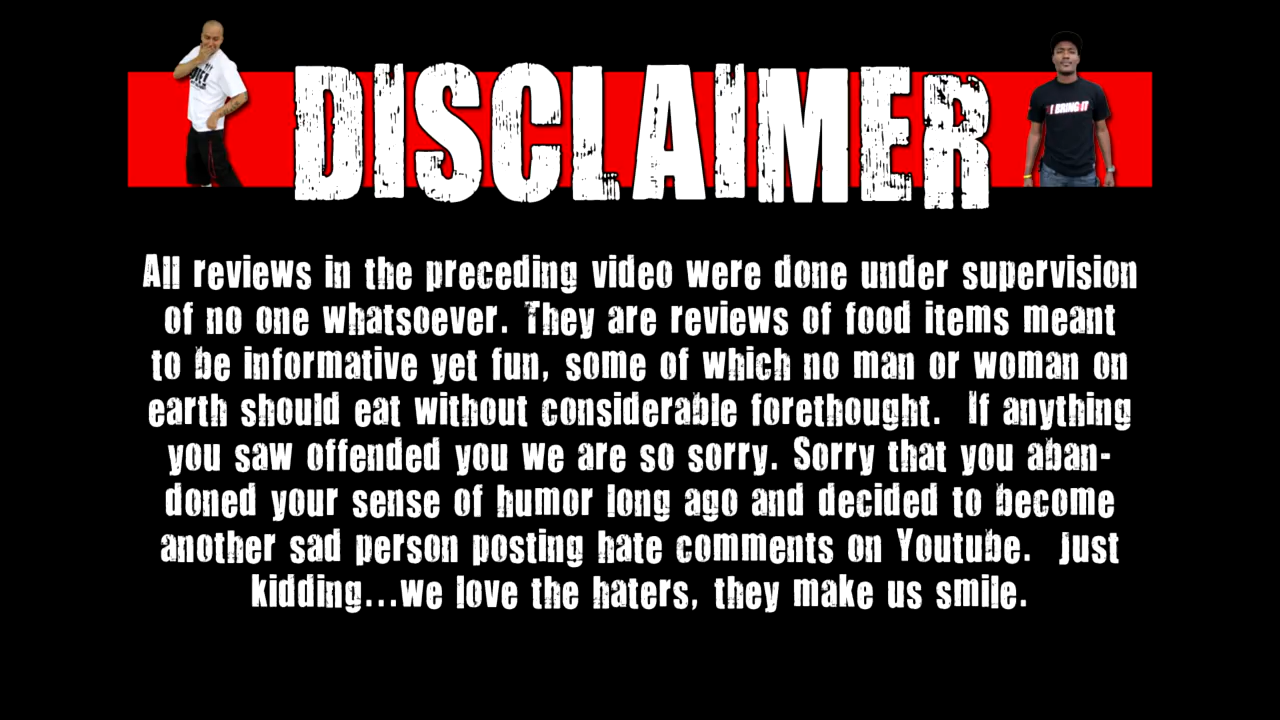 DISCLAIMER
I BRING IT
All reviews in the preceding video were done under supervision
of no one whatsoever. They are reviews of food items meant
to be informative yet fun, some of which no man or woman on
earth should eat without considerable forethought. If anything
you saw offended you we are so sorry. Sorry that you aban-
doned your sense of humor long ago and decided to become
another sad person posting hate comments on Youtube. Just
kidding...we love the haters, they make us smile.